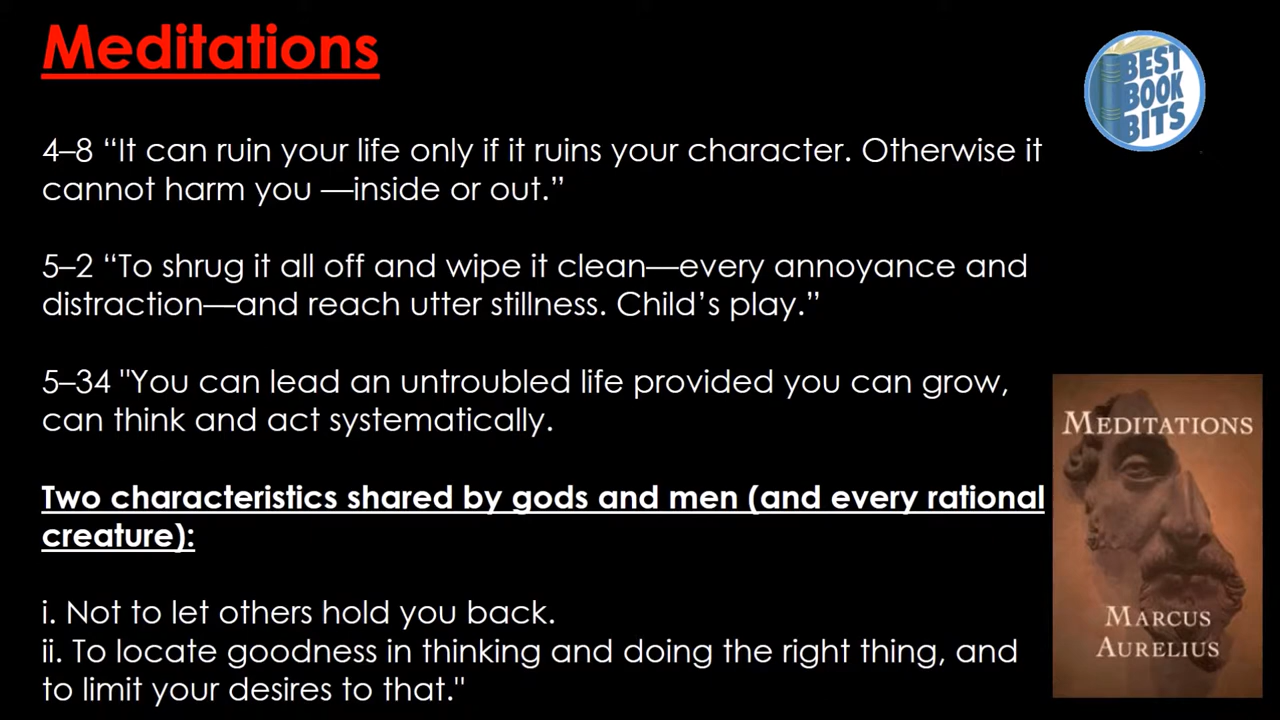 Meditations
BEST
BOOK
BITS
4–8 “It can ruin your life only if it ruins your character. Otherwise it
cannot harm you —inside or out.”
5–2 “To shrug it all off and wipe it clean—every annoyance and
distraction—and reach utter stillness. Child’s play.”
5–34 "You can lead an untroubled life provided you can grow,
can think and act systematically.
Two characteristics shared by gods and men (and every rational
creature):
i. Not to let others hold you back.
ii. To locate goodness in thinking and doing the right thing, and
to limit your desires to that."
MEDITATIONS
MARCUS
AURELIUS